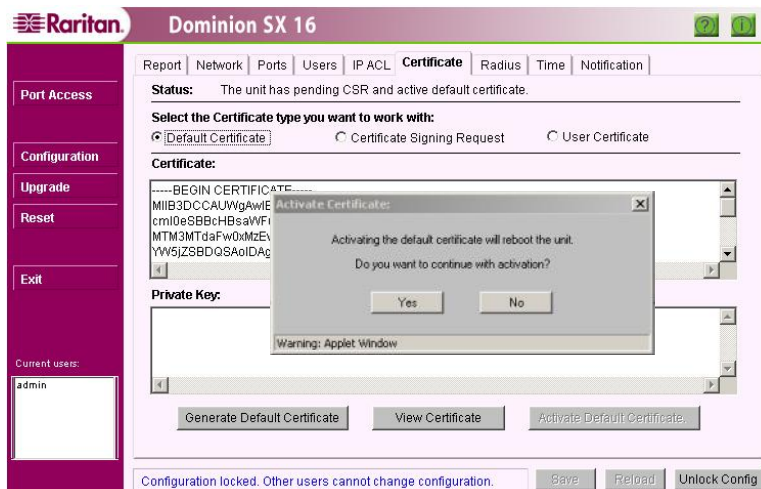 Raritan.
Dominion SX 16
?
i
Report Network Ports Users IP ACL Certificate Radius Time Notification
Port Access
Configuration
Upgrade
Reset
Exit
Current users:
admin
Status: The unit has pending CSR and active default certificate.
Select the Certificate type you want to work with:
Default Certificate Certificate Signing Request User Certificate
Certificate:
-----BEGIN CERTIFICATE-----
Activate Certificate:
Activating the default certificate will reboot the unit.
Do you want to continue with activation?
Yes No
Warning: Applet Window
Private Key:
Generate Default Certificate View Certificate Activate Default Certificate.
Configuration locked. Other users cannot change configuration. Save Reload Unlock Config